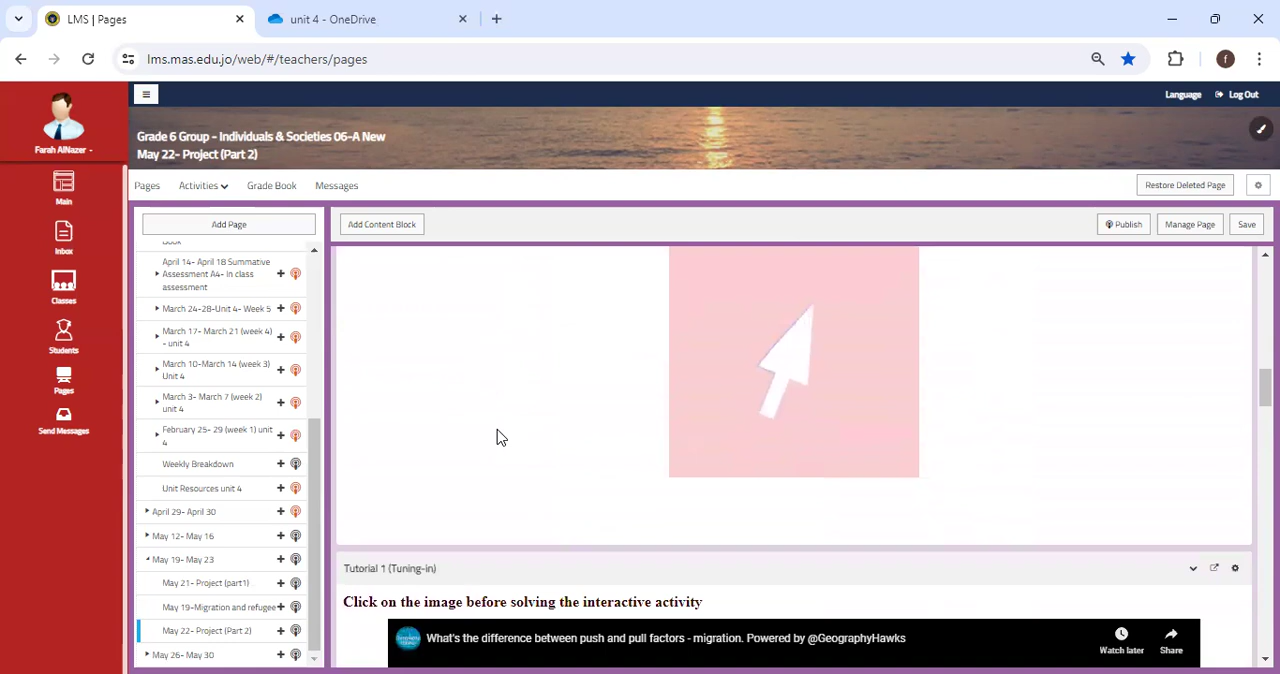 LMS | Pages
unit 4 - OneDrive
lms.mas.edu.jo/web/#/teachers/pages
f
Language
Log Out
Farah AlNazer
Grade 6 Group - Individuals & Societies 06-A New
May 22- Project (Part 2)
Pages
Activities
Grade Book
Messages
Restore Deleted Page
Main
Inbox
Classes
Students
Pages
Send Messages
Add Page
Add Content Block
Publish
Manage Page
Save
Book
April 14- April 18 Summative
Assessment A4- In class
assessment
March 24-28-Unit 4- Week 5
March 17- March 21 (week 4)
- unit 4
March 10-March 14 (week 3)
Unit 4
March 3- March 7 (week 2)
unit 4
February 25- 29 (week 1) unit
4
Weekly Breakdown
Unit Resources unit 4
April 29- April 30
May 12- May 16
May 19- May 23
May 21- Project (part1)
May 19-Migration and refugee
May 22- Project (Part 2)
May 26- May 30
Tutorial 1 (Tuning-in)
Click on the image before solving the interactive activity
What's the difference between push and pull factors - migration. Powered by @GeographyHawks
Watch later
Share